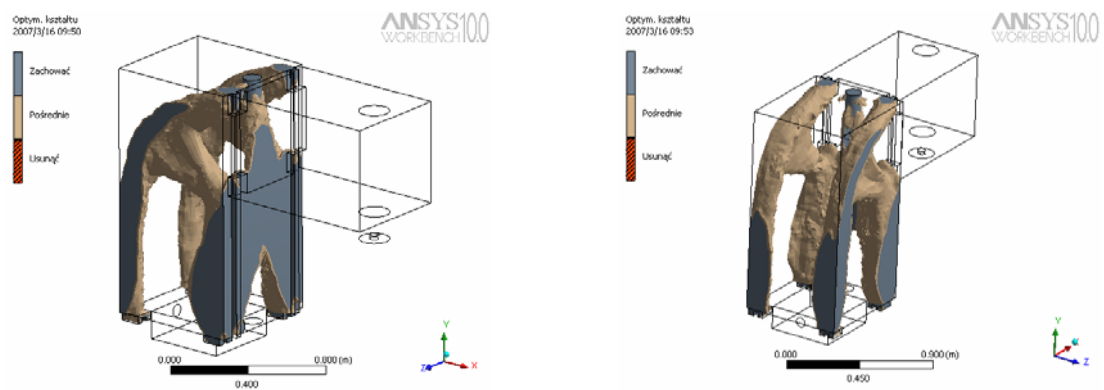 Optym. kształtu
2007/3/16 09:50
ANSYS 10.0
WORKBENCH
Zachować
Pośrednie
Usunąć
Y
Z
X
0.000
0.800 (m)
0.400
Optym. kształtu
2007/3/16 09:53
ANSYS 10.0
WORKBENCH
Zachować
Pośrednie
Usunąć
Y
X
Z
0.000
0.900 (m)
0.450